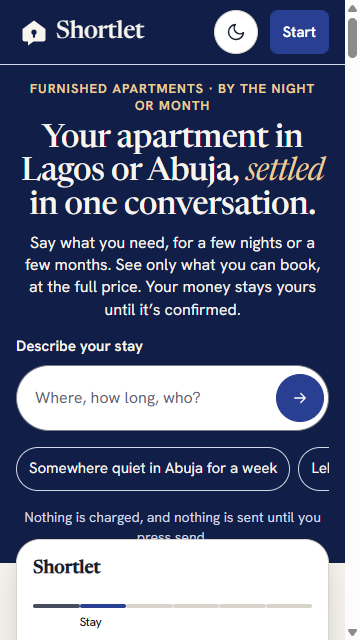 Shortlet
Start
FURNISHED APARTMENTS · BY THE NIGHT
OR MONTH
Your apartment in
Lagos or Abuja, settled
in one conversation.
Say what you need, for a few nights or a
few months. See only what you can book,
at the full price. Your money stays yours
until it’s confirmed.
Describe your stay
Where, how long, who?
Somewhere quiet in Abuja for a week
Nothing is charged, and nothing is sent until you
press send
Shortlet
Stay